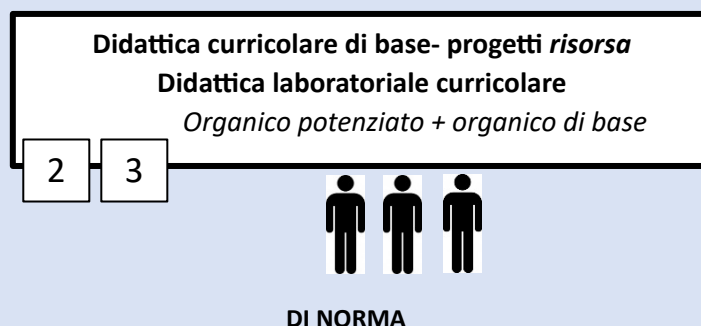 Didattica curricolare di base- progetti risorsa
Didattica laboratoriale curricolare
Organico potenziato + organico di base
2 3
DI NORMA